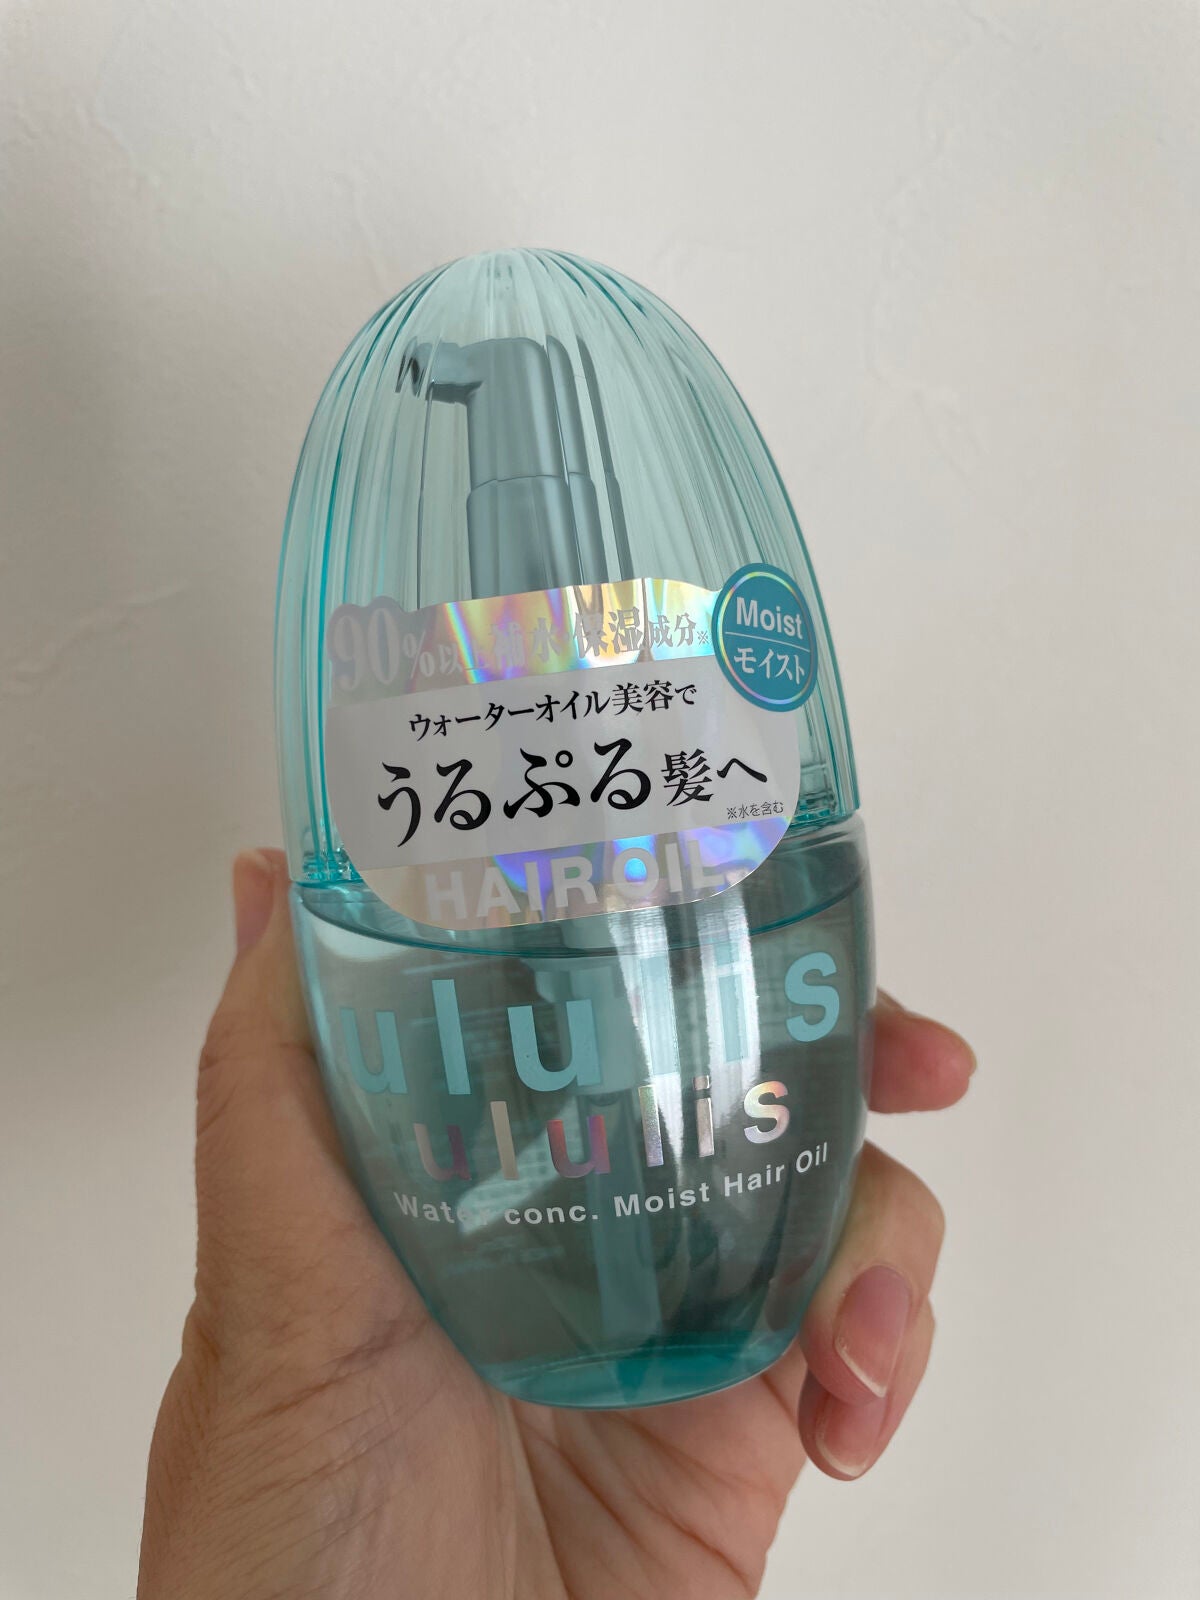 90%以上補水・保湿成分※
Moist
モイスト
ウォーターオイル美容で
うるぷる髪へ
※水を含む
HAIR OIL
ululis
ululis
Water conc. Moist Hair Oil